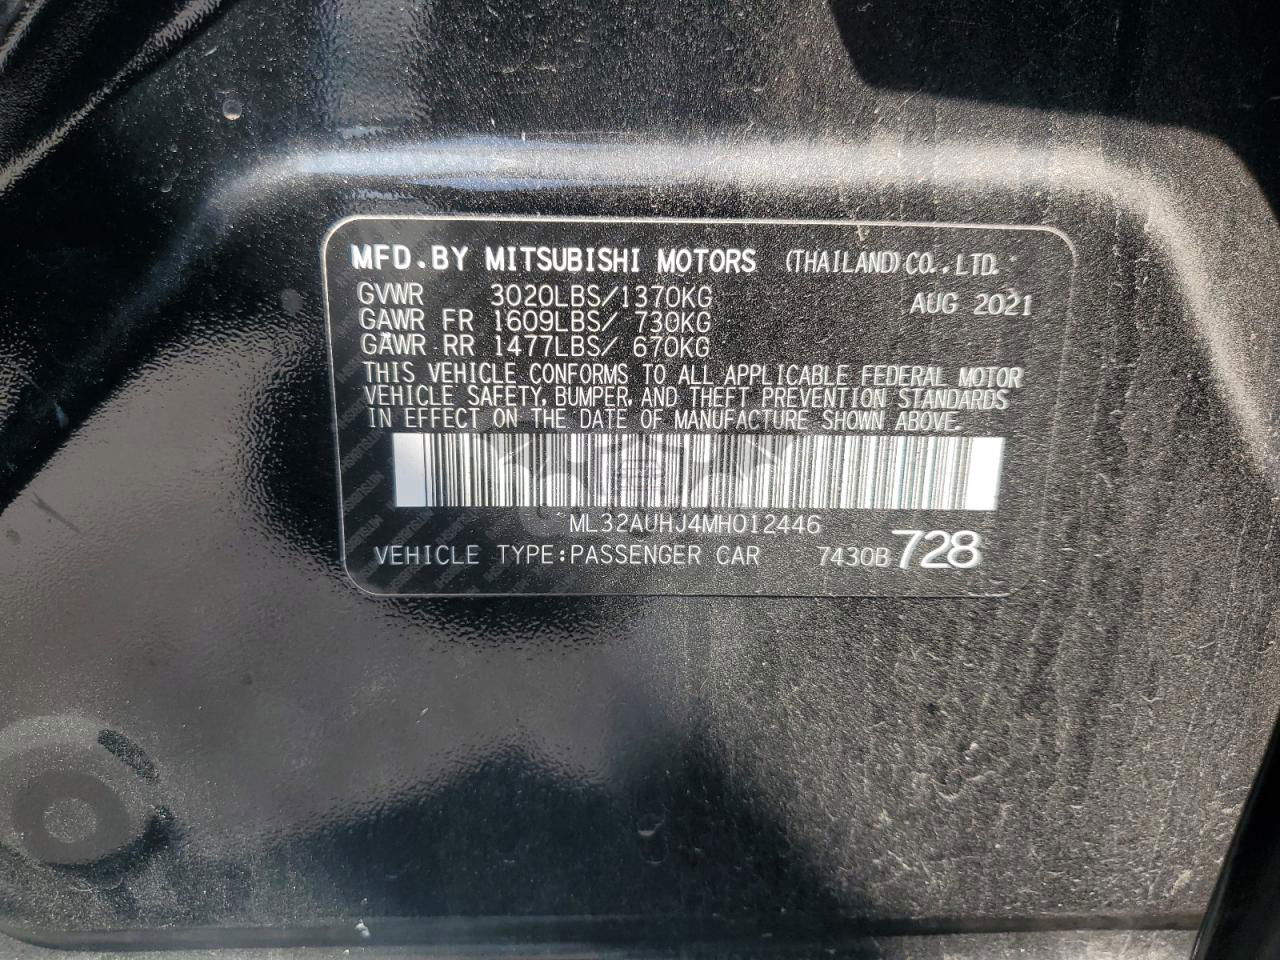 MFD.BY MITSUBISHI MOTORS (THAILAND) CO.,LTD.
GVWR 3020LBS/1370KG AUG 2021
GAWR FR 1609LBS/ 730KG
GAWR RR 1477LBS/ 670KG
THIS VEHICLE CONFORMS TO ALL APPLICABLE FEDERAL MOTOR
VEHICLE SAFETY, BUMPER, AND THEFT PREVENTION STANDARDS
IN EFFECT ON THE DATE OF MANUFACTURE SHOWN ABOVE.
ML32AUHJ4MH012446
VEHICLE TYPE:PASSENGER CAR 7430B 728